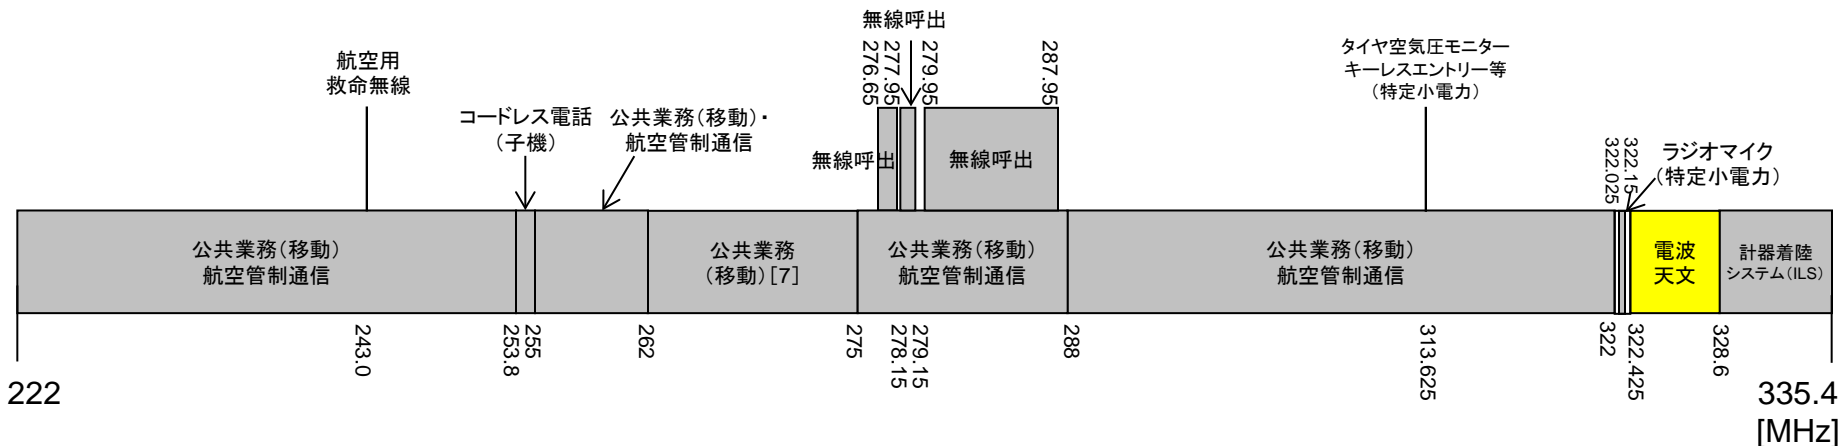 無線呼出
航空用
救命無線
コードレス電話
(子機)
公共業務(移動)・
航空管制通信
276.65
277.95
279.95
287.95
無線呼出
無線呼出
タイヤ空気圧モニター
キーレスエントリー等
(特定小電力)
322.025
322.15
ラジオマイク
(特定小電力)
公共業務(移動)
航空管制通信
公共業務
(移動)[7]
公共業務(移動)
航空管制通信
公共業務(移動)
航空管制通信
電波
天文
計器着陸
システム(ILS)
222
243.0
253.8
255
262
275
278.15
279.15
288
313.625
322
322.425
328.6
335.4
[MHz]